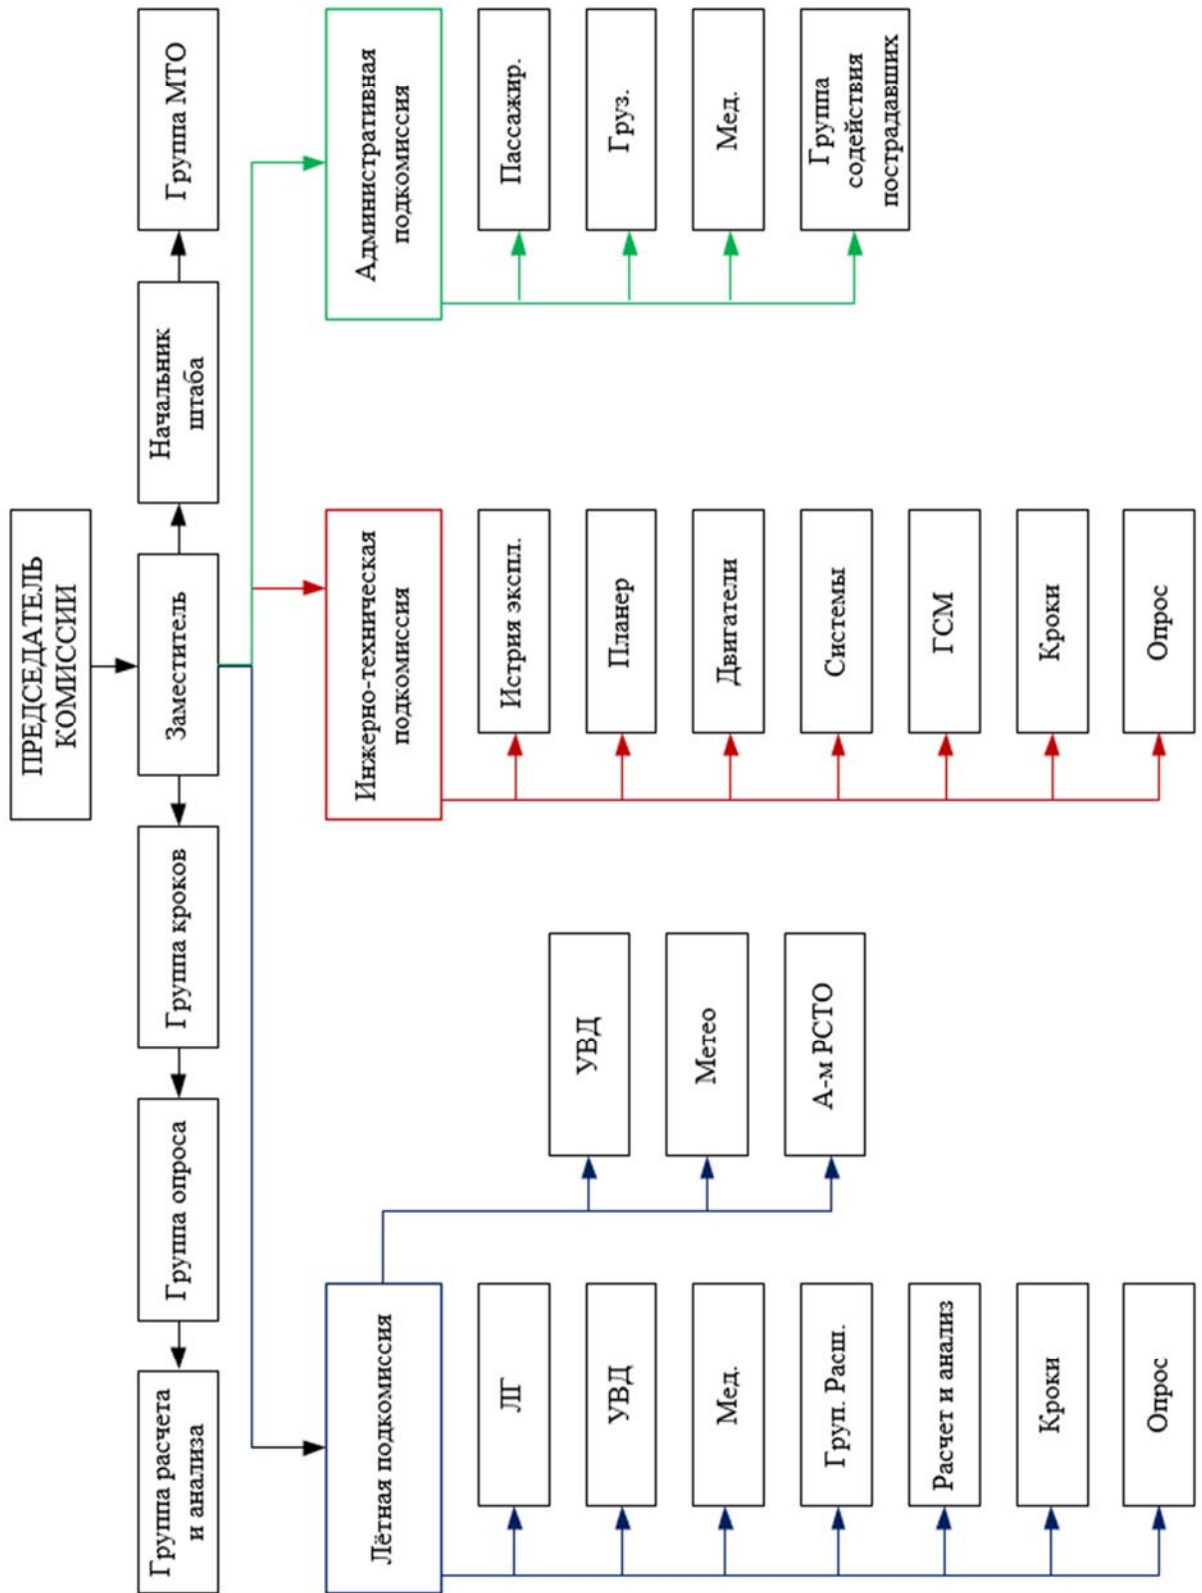 ПРЕДСЕДАТЕЛЬ
КОМИССИИ
Группа расчета
и анализа
Группа опроса
Группа кроков
Заместитель
Начальник
штаба
Группа МТО
Лётная подкомиссия
Инжерно-техническая
подкомиссия
Административная
подкомиссия
ЛГ
УВД
Мед.
Груп. Расш.
Расчет и анализ
Кроки
Опрос
УВД
Метео
А-м РСТО
Истрия экспл.
Планер
Двигатели
Системы
ГСМ
Кроки
Опрос
Пассажир.
Груз.
Мед.
Группа
содействия
пострадавших